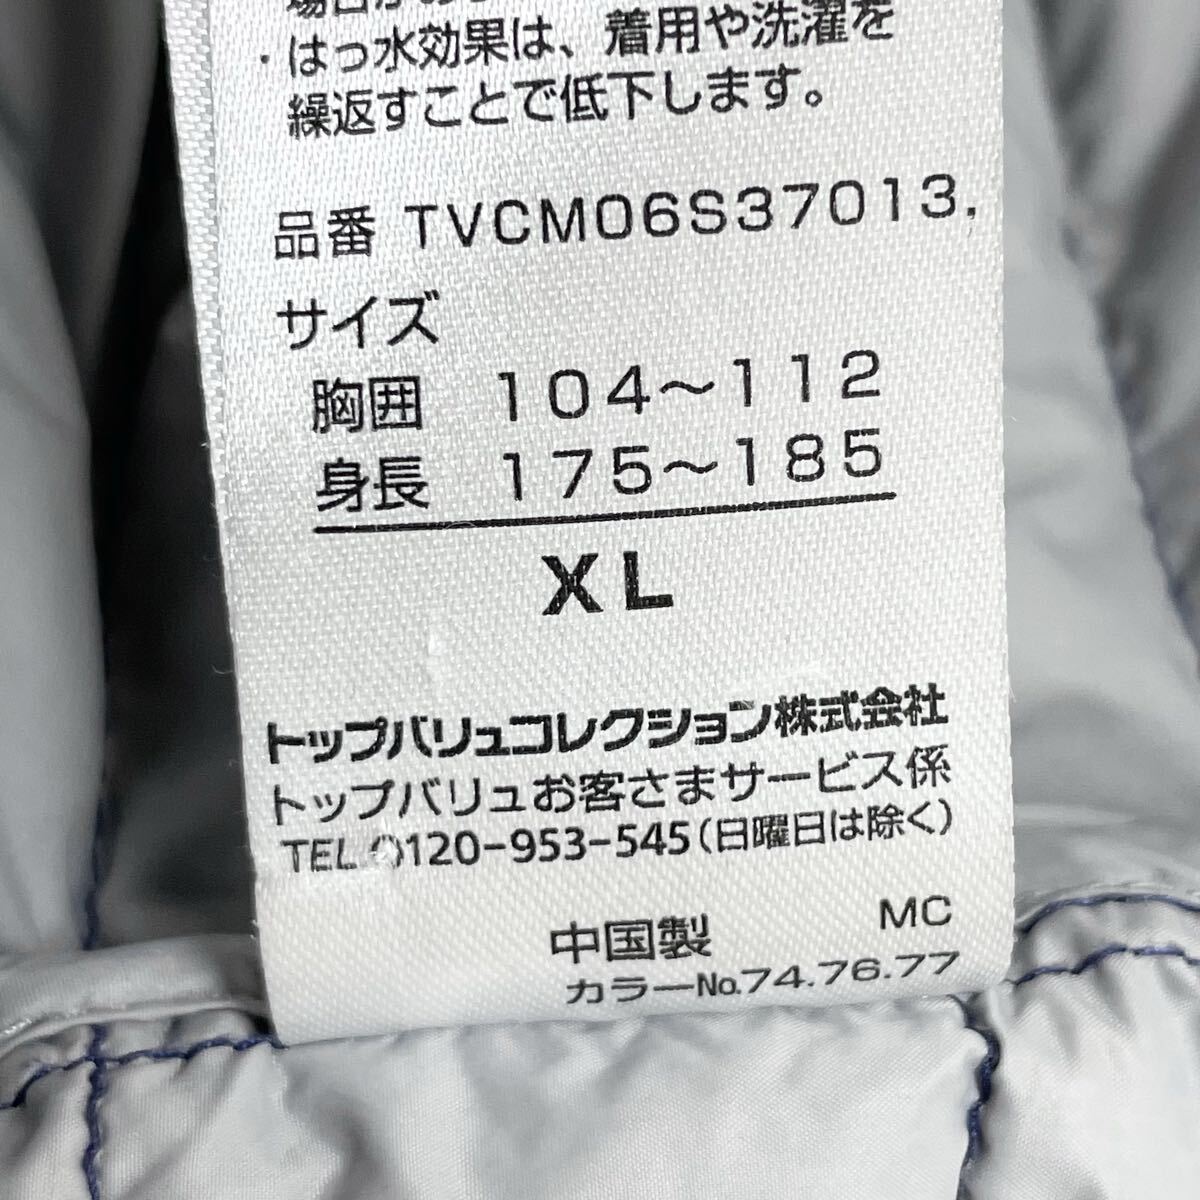 ・はっ水効果は、着用や洗濯を
繰返すことで低下します。
品番 TVCM06S37013,
サイズ
胸囲 104～112
身長 175～185
XL
トップバリュコレクション株式会社
トップバリュお客さまサービス係
TEL 0120-953-545(日曜日は除く)
中国製 MC
カラーNo.74.76.77